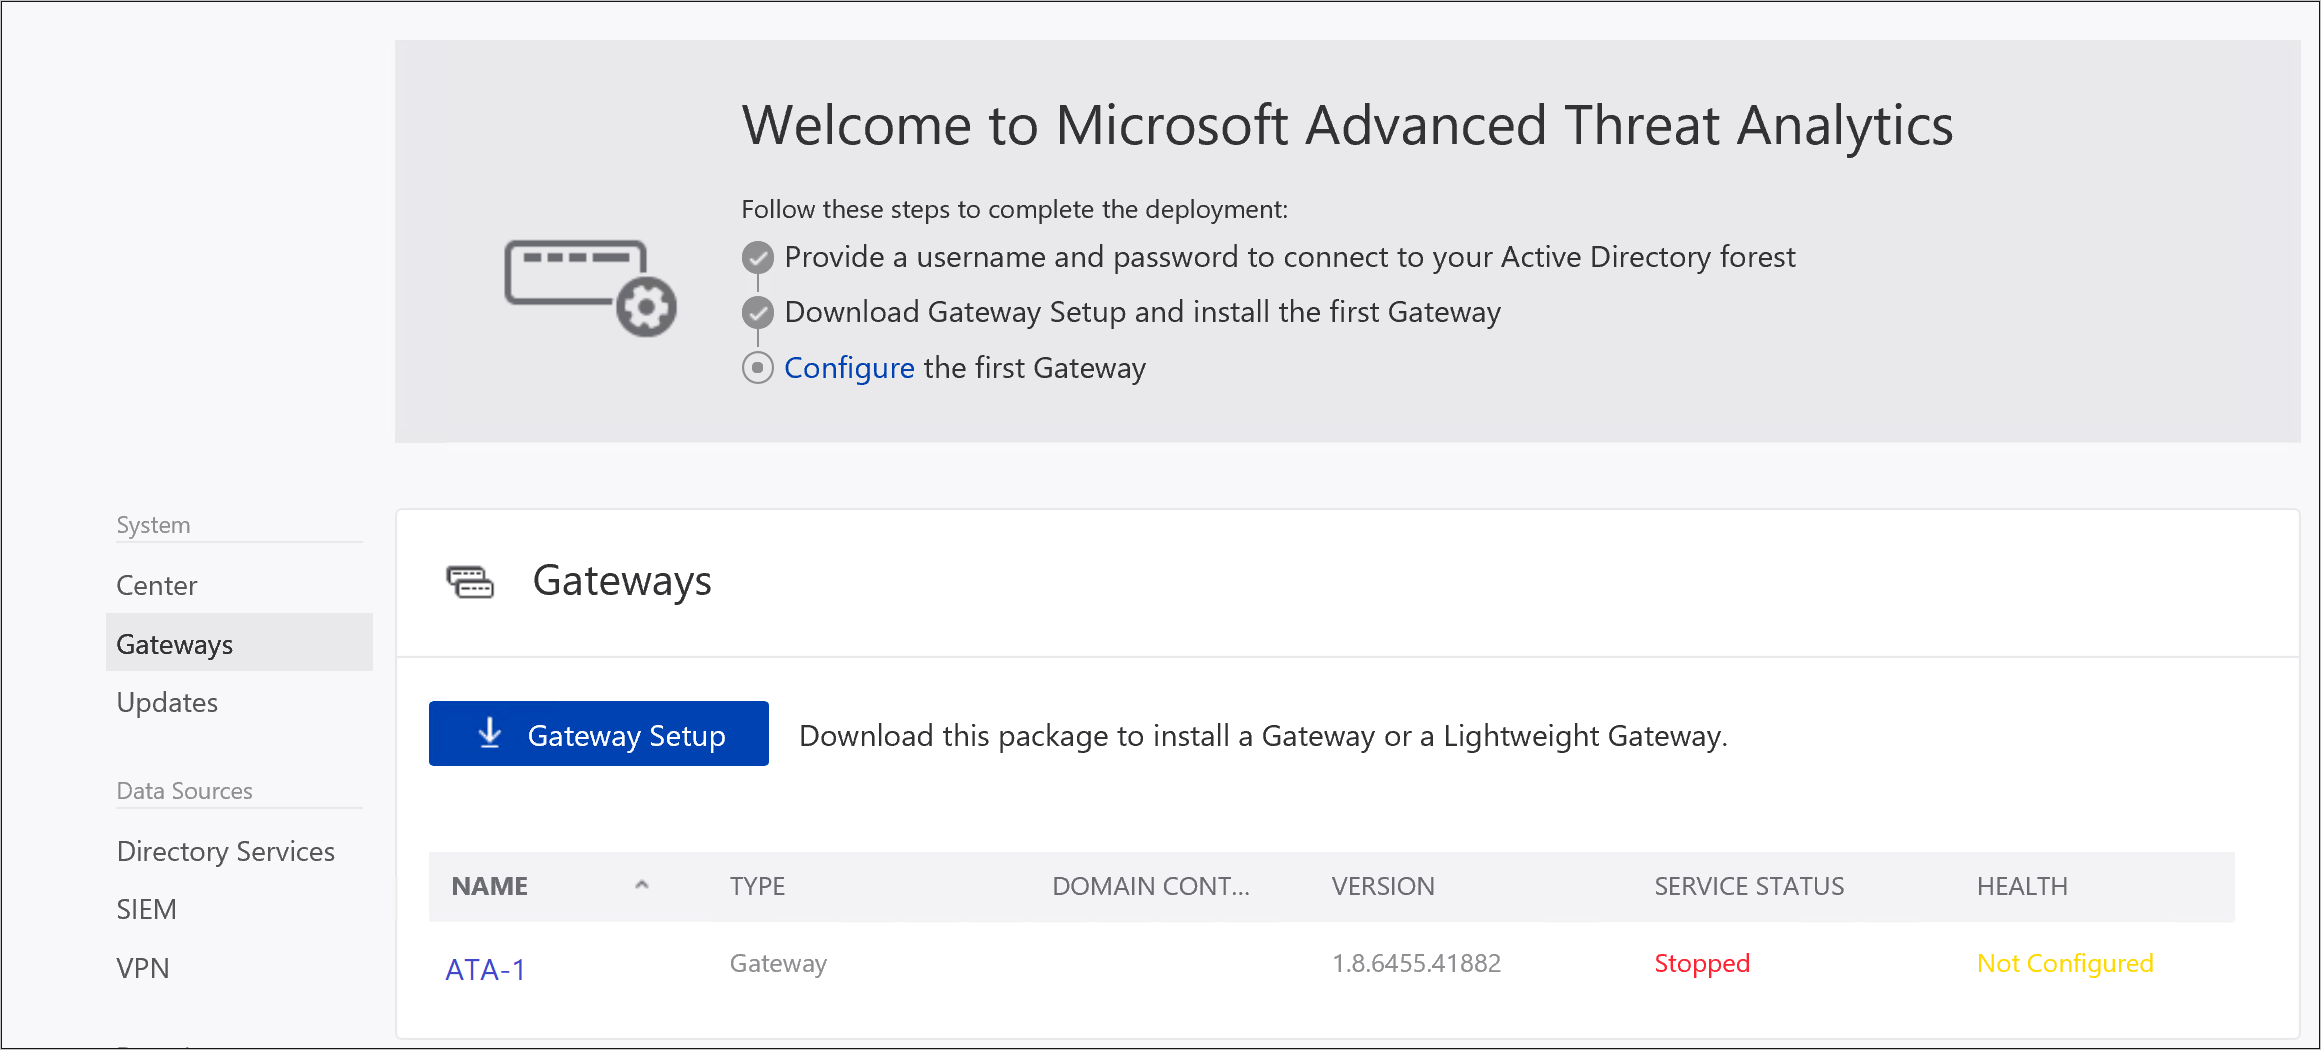 Welcome to Microsoft Advanced Threat Analytics
Follow these steps to complete the deployment:
Provide a username and password to connect to your Active Directory forest
Download Gateway Setup and install the first Gateway
Configure the first Gateway
System
Center
Gateways
Updates
Data Sources
Directory Services
SIEM
VPN
Gateways
Gateway Setup
Download this package to install a Gateway or a Lightweight Gateway.
NAME TYPE DOMAIN CONT... VERSION SERVICE STATUS HEALTH
ATA-1 Gateway 1.8.6455.41882 Stopped Not Configured